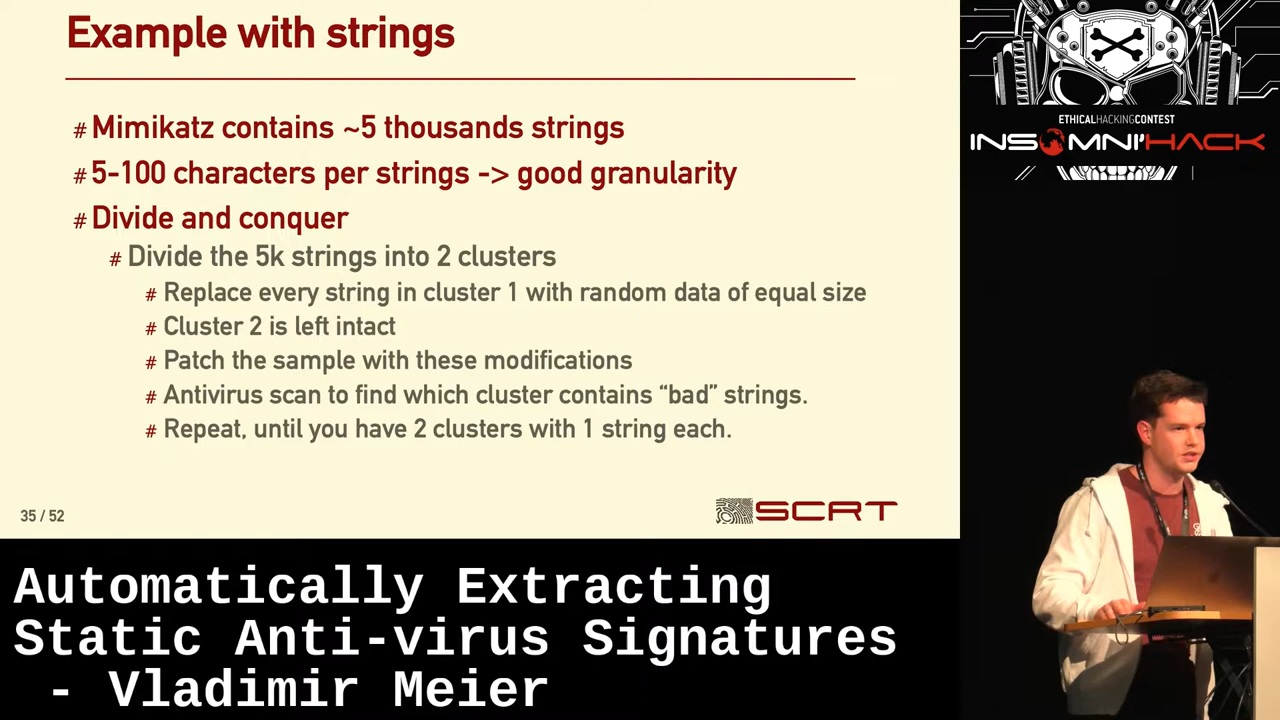 Example with strings
# Mimikatz contains ~5 thousands strings
# 5-100 characters per strings -> good granularity
# Divide and conquer
# Divide the 5k strings into 2 clusters
# Replace every string in cluster 1 with random data of equal size
# Cluster 2 is left intact
# Patch the sample with these modifications
# Antivirus scan to find which cluster contains “bad” strings.
# Repeat, until you have 2 clusters with 1 string each.
35 / 52
SCRT
ETHICALHACKINGCONTEST
INSOMNI'HACK
Automatically Extracting
Static Anti-virus Signatures
- Vladimir Meier